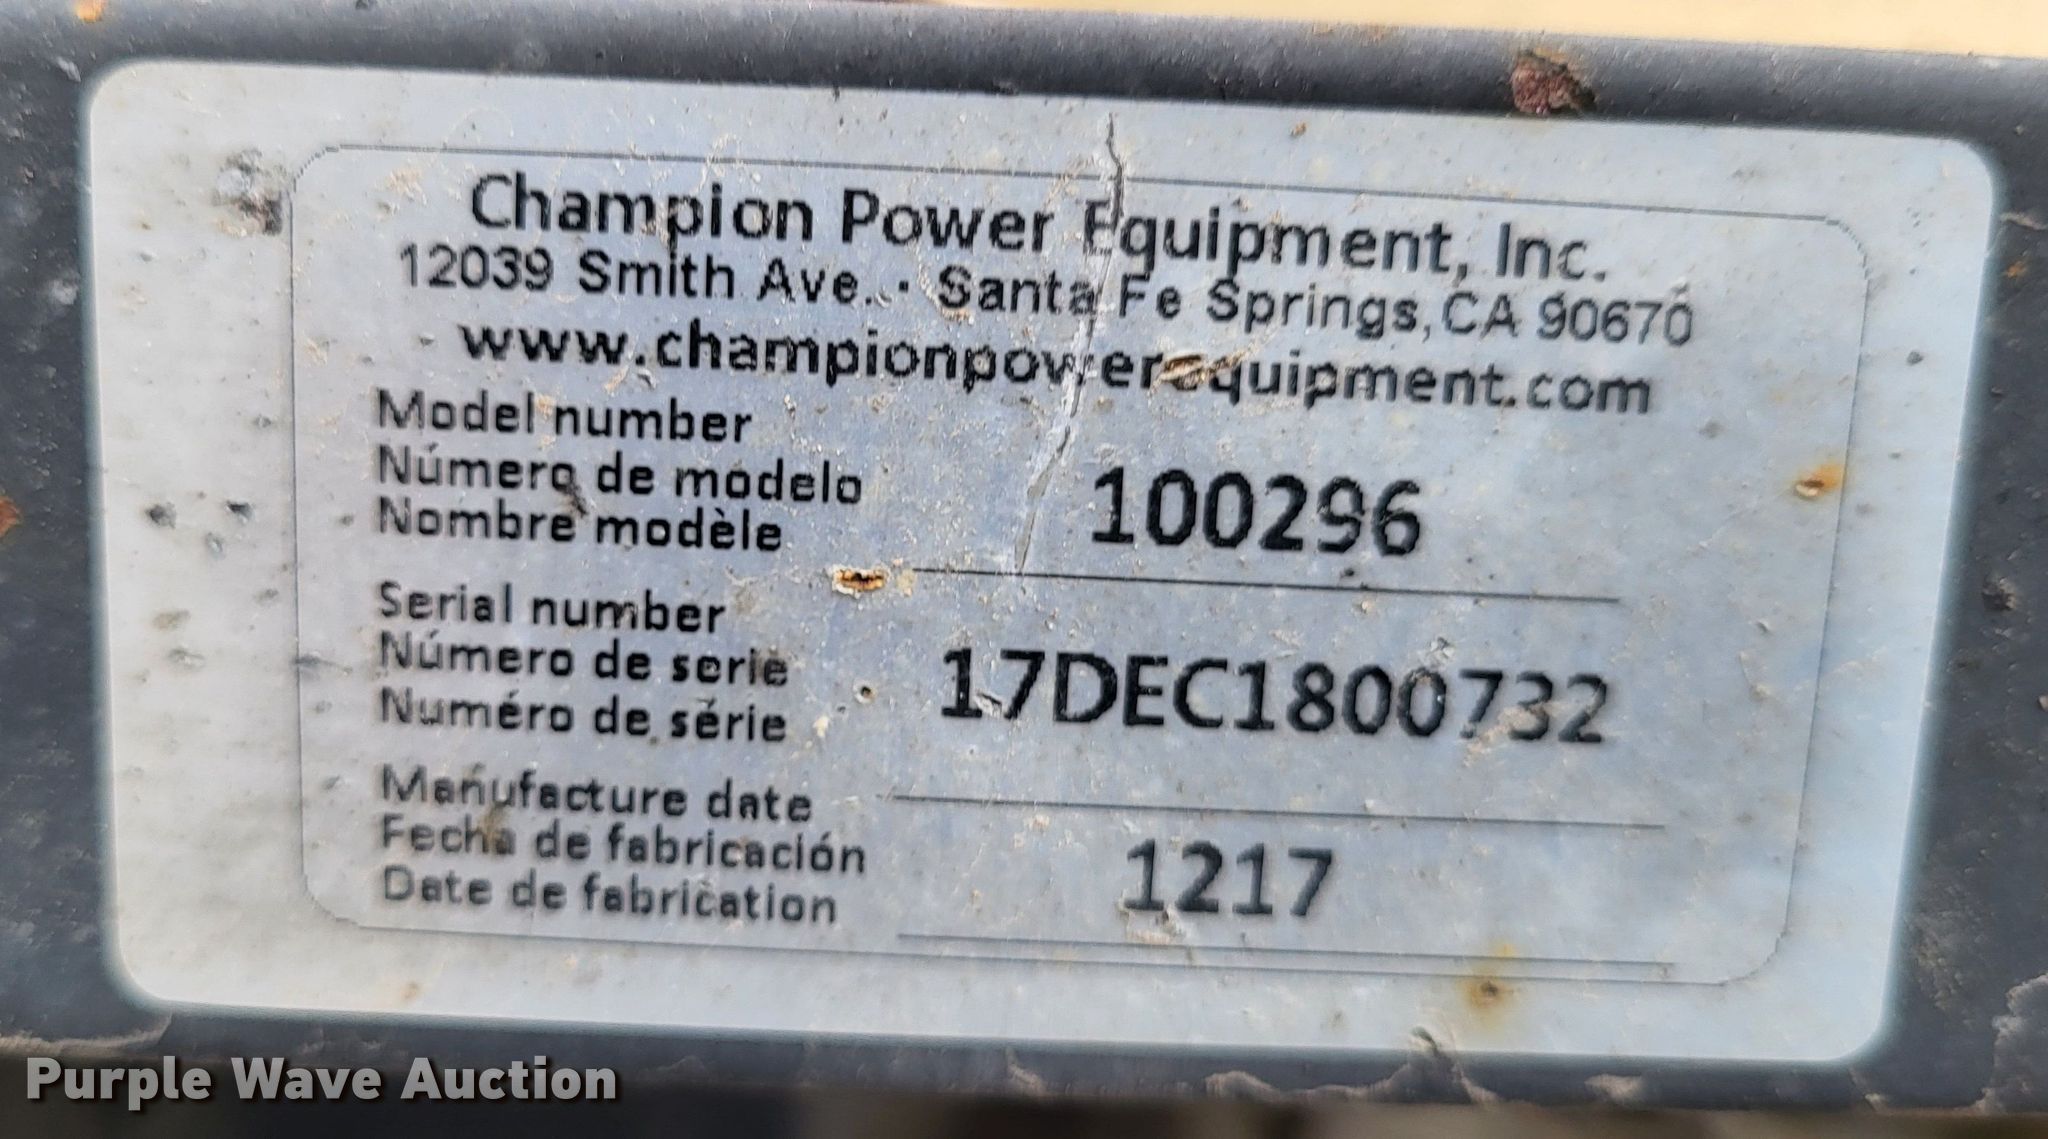 Champion Power Equipment, Inc.
12039 Smith Ave. · Santa Fe Springs, CA 90670
www.championpowerequipment.com
Model number
Número de modelo
Nombre modèle
100296
Serial number
Número de serie
Numéro de série
17DEC1800732
Manufacture date
Fecha de fabricación
Date de fabrication
1217
Purple Wave Auction